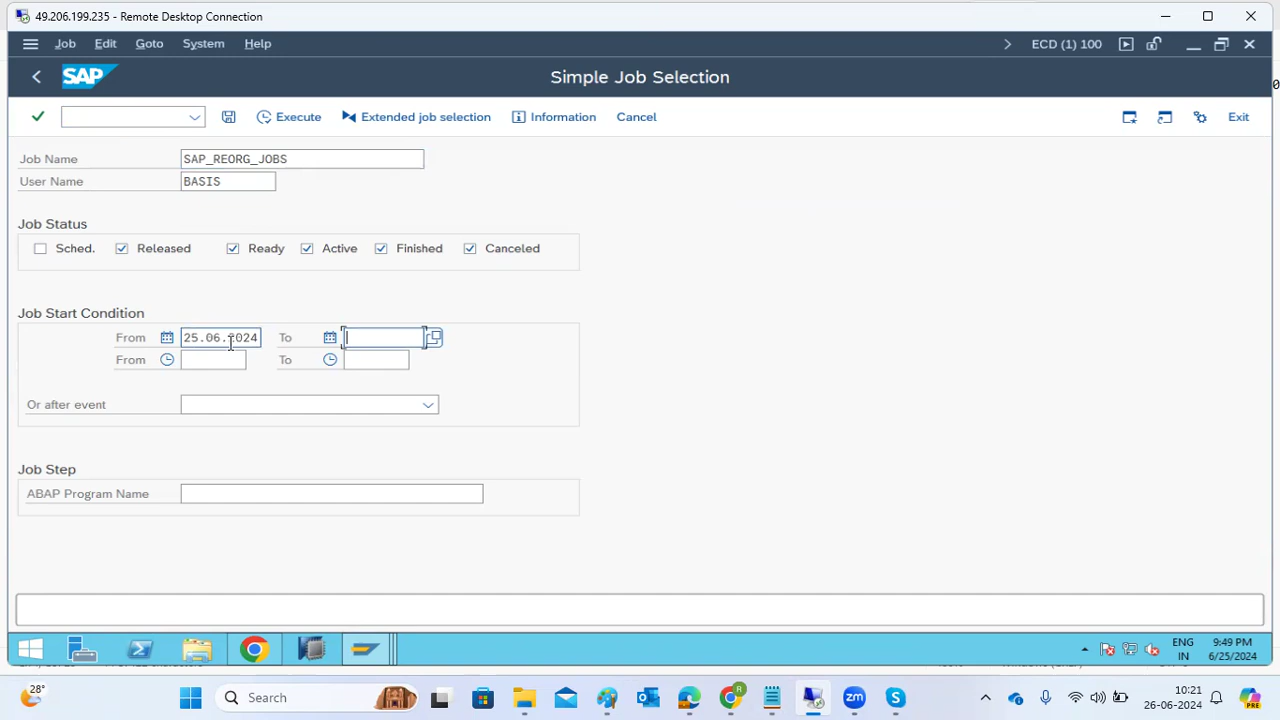 49.206.199.235 - Remote Desktop Connection
Job Edit Goto System Help ECD (1) 100
SAP Simple Job Selection
Execute Extended job selection Information Cancel Exit
Job Name SAP_REORG_JOBS
User Name BASIS
Job Status
Sched. Released Ready Active Finished Canceled
Job Start Condition
From 25.06.2024 To
From To
Or after event
Job Step
ABAP Program Name
ENG 9:49 PM
IN 6/25/2024
28° Search 10:21
26-06-2024